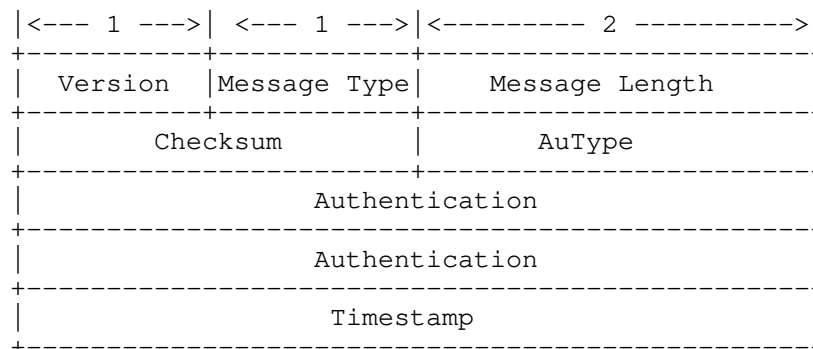 |<--- 1 --->| <--- 1 --->|<--------- 2 ---------->
+-----------+------------+------------------------
|  Version  |Message Type|    Message Length
+-----------+------------+------------------------
|        Checksum        |       AuType
+------------------------+------------------------
|                  Authentication
+-------------------------------------------------
|                  Authentication
+-------------------------------------------------
|                   Timestamp
+-------------------------------------------------